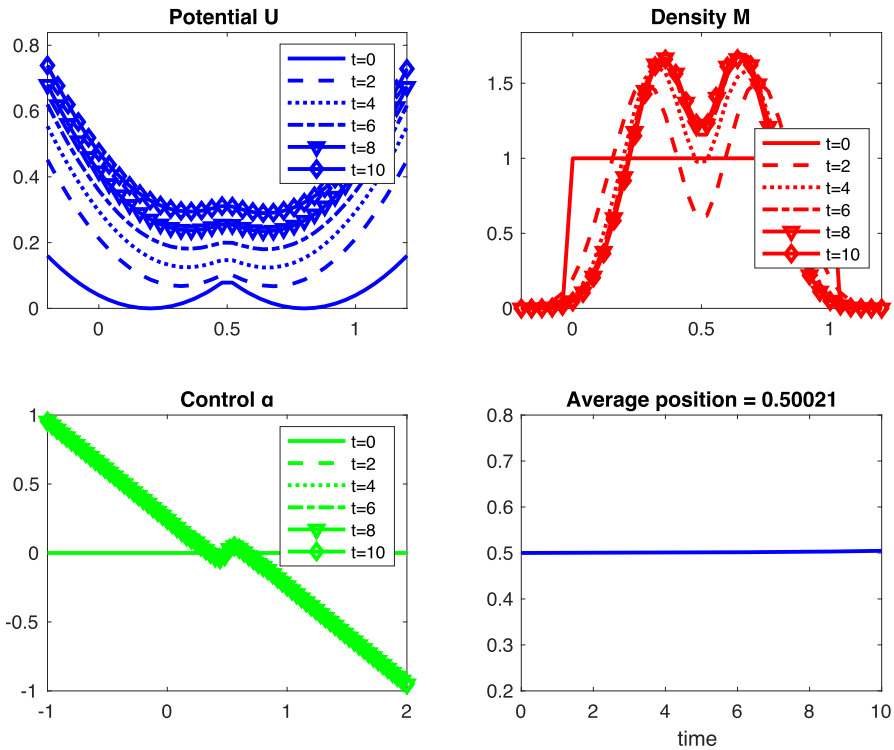 Potential U
0.8
0.6
0.4
0.2
0
0
0.5
1
t=0
t=2
t=4
t=6
t=8
t=10
Density M
1.5
1
0.5
0
0
0.5
1
t=0
t=2
t=4
t=6
t=8
t=10
Control α
1
0.5
0
-0.5
-1
-1
0
1
2
t=0
t=2
t=4
t=6
t=8
t=10
Average position = 0.50021
0.8
0.7
0.6
0.5
0.4
0.3
0.2
0
2
4
6
8
10
time